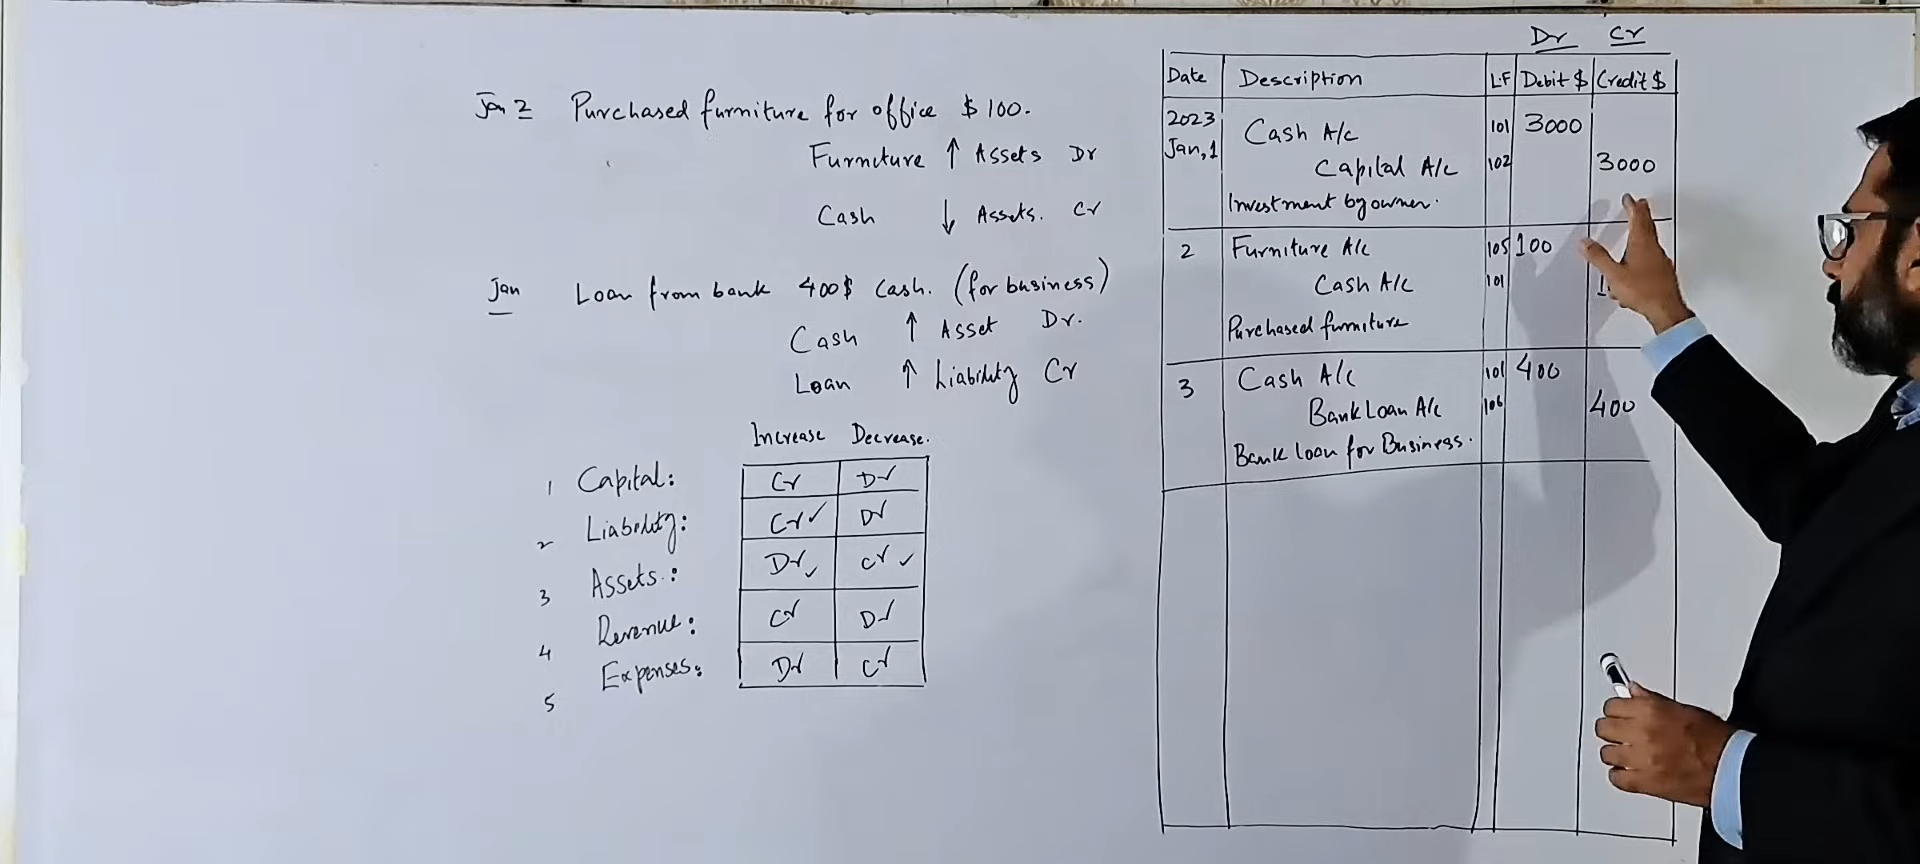 Jan 2 Purchased furniture for office $ 100.
Furniture ↑ Assets Dr
Cash ↓ Assets. Cr
Jan Loan from bank 400$ Cash. (for business)
Cash ↑ Asset Dr.
Loan ↑ Liability Cr
Increase Decrease.
1 Capital: Cr Dr
2 Liability: Cr✓ Dr
3 Assets.: Dr✓ Cr✓
4 Revenue: Cr Dr
5 Expenses: Dr Cr
Dr Cr
Date Description L.F Debit $ Credit $
2023
Jan,1 Cash A/c 101 3000
Capital A/c 102 3000
Investment by owner.
2 Furniture A/c 105 100
Cash A/c 101
Purchased furniture
3 Cash A/c 101 400
Bank Loan A/c 106 400
Bank loan for Business.